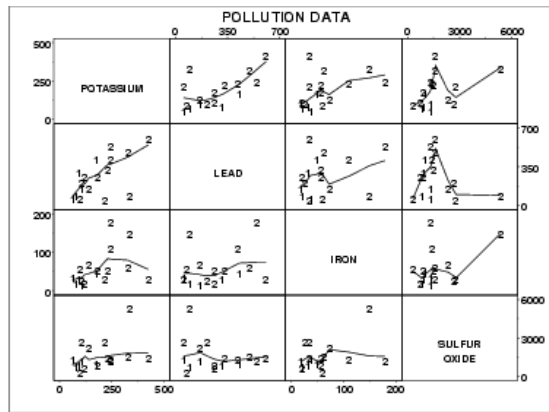 POLLUTION DATA
0 350 700
0 3000 6000
500
250
0
POTASSIUM
LEAD
700
350
0
200
100
0
IRON
SULFUR
OXIDE
6000
3000
0
0 250 500
0 100 200